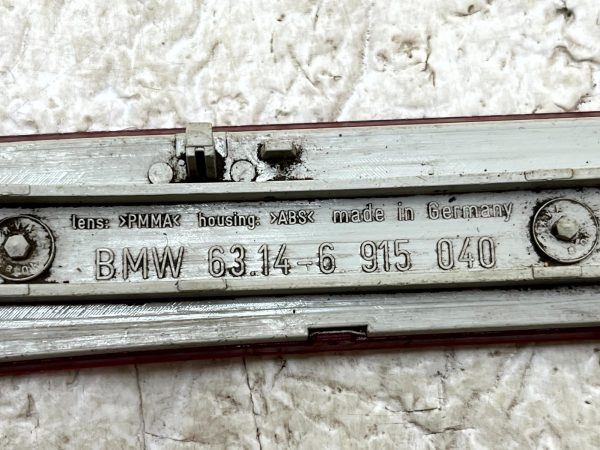 lens: >PMMA< housing: >ABS< made in Germany
BMW 63.14-6 915 040